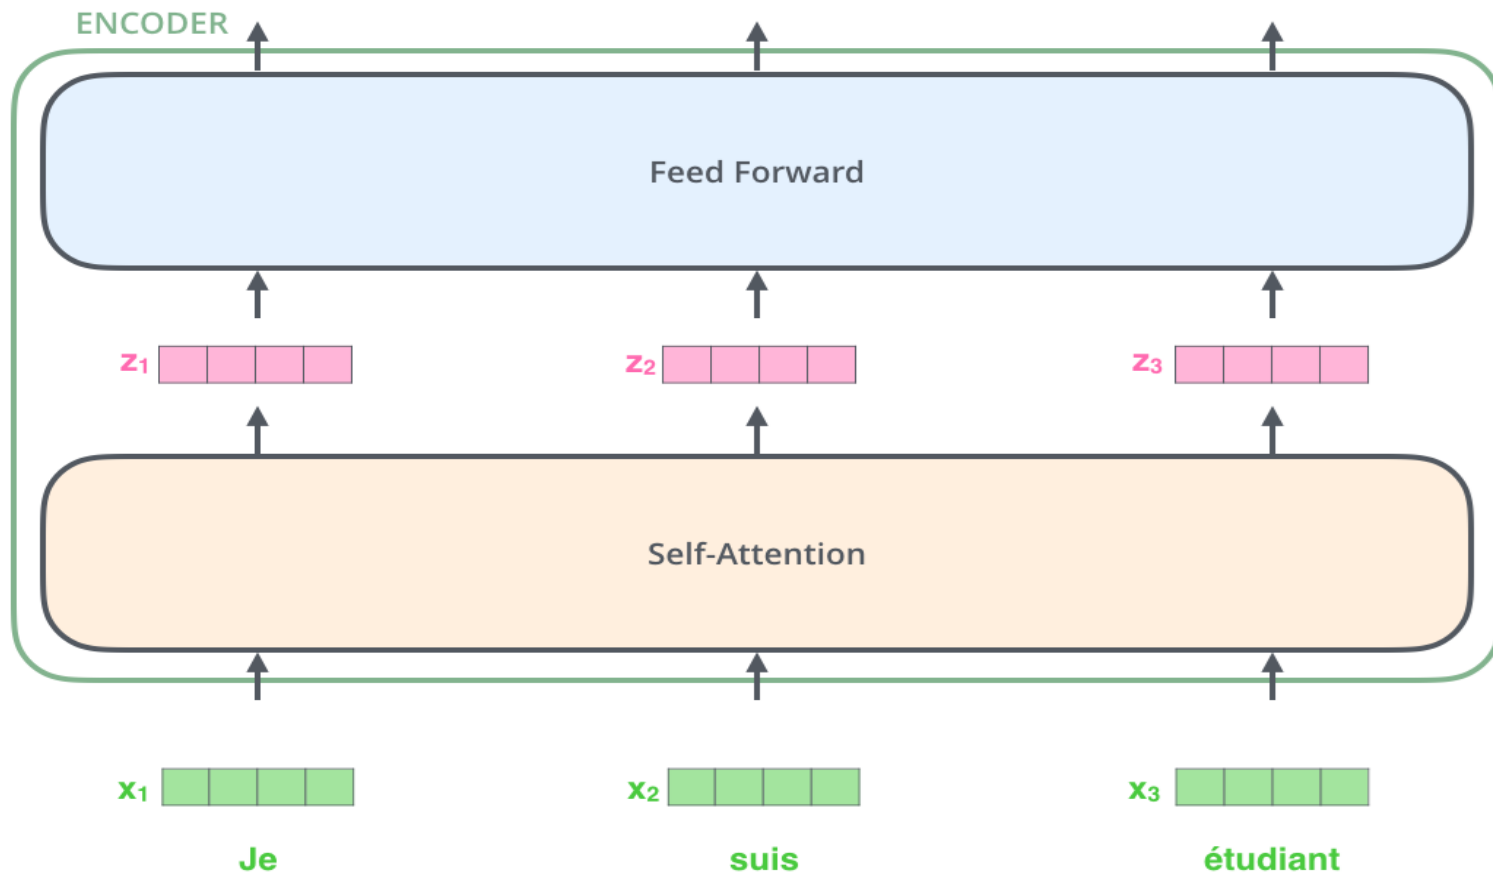 ENCODER
Feed Forward
z₁ z₂ z₃
Self-Attention
x₁ x₂ x₃
Je suis étudiant